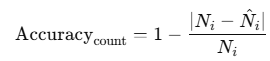 Accuracy_count = 1 − |N_i − N̂_i| / N_i